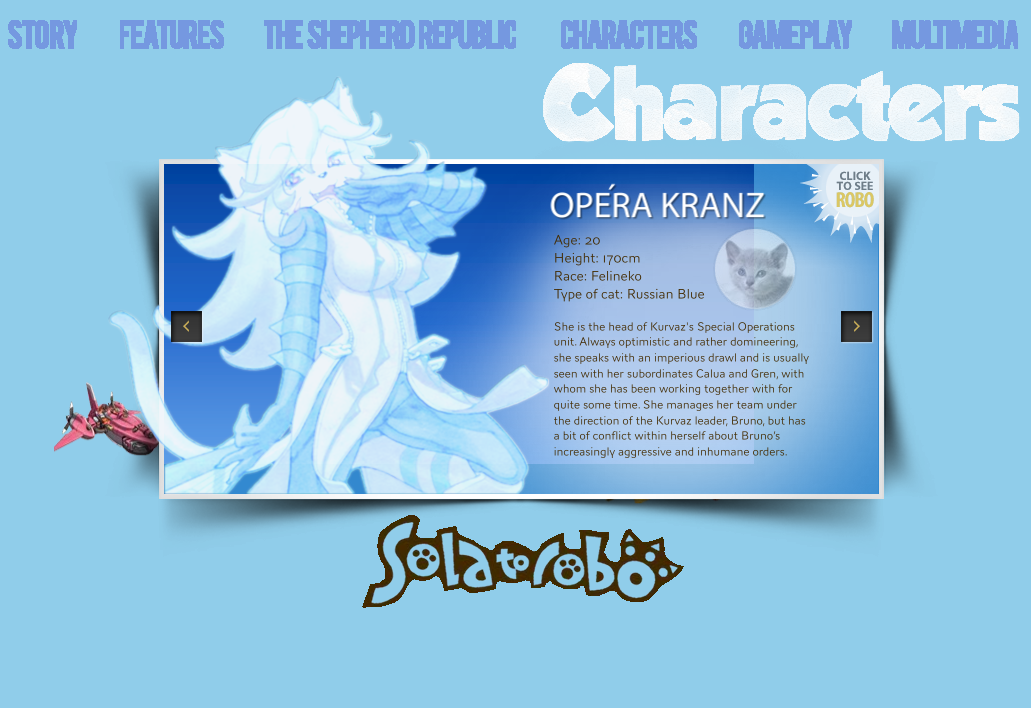 STORY FEATURES THE SHEPHERD REPUBLIC CHARACTERS GAMEPLAY MULTIMEDIA
Characters
CLICK
TO SEE
ROBO
OPÉRA KRANZ
Age: 20
Height: 170cm
Race: Felineko
Type of cat: Russian Blue
She is the head of Kurvaz's Special Operations
unit. Always optimistic and rather domineering,
she speaks with an imperious drawl and is usually
seen with her subordinates Calua and Gren, with
whom she has been working together with for
quite some time. She manages her team under
the direction of the Kurvaz leader, Bruno, but has
a bit of conflict within herself about Bruno's
increasingly aggressive and inhumane orders.
Solatorobo